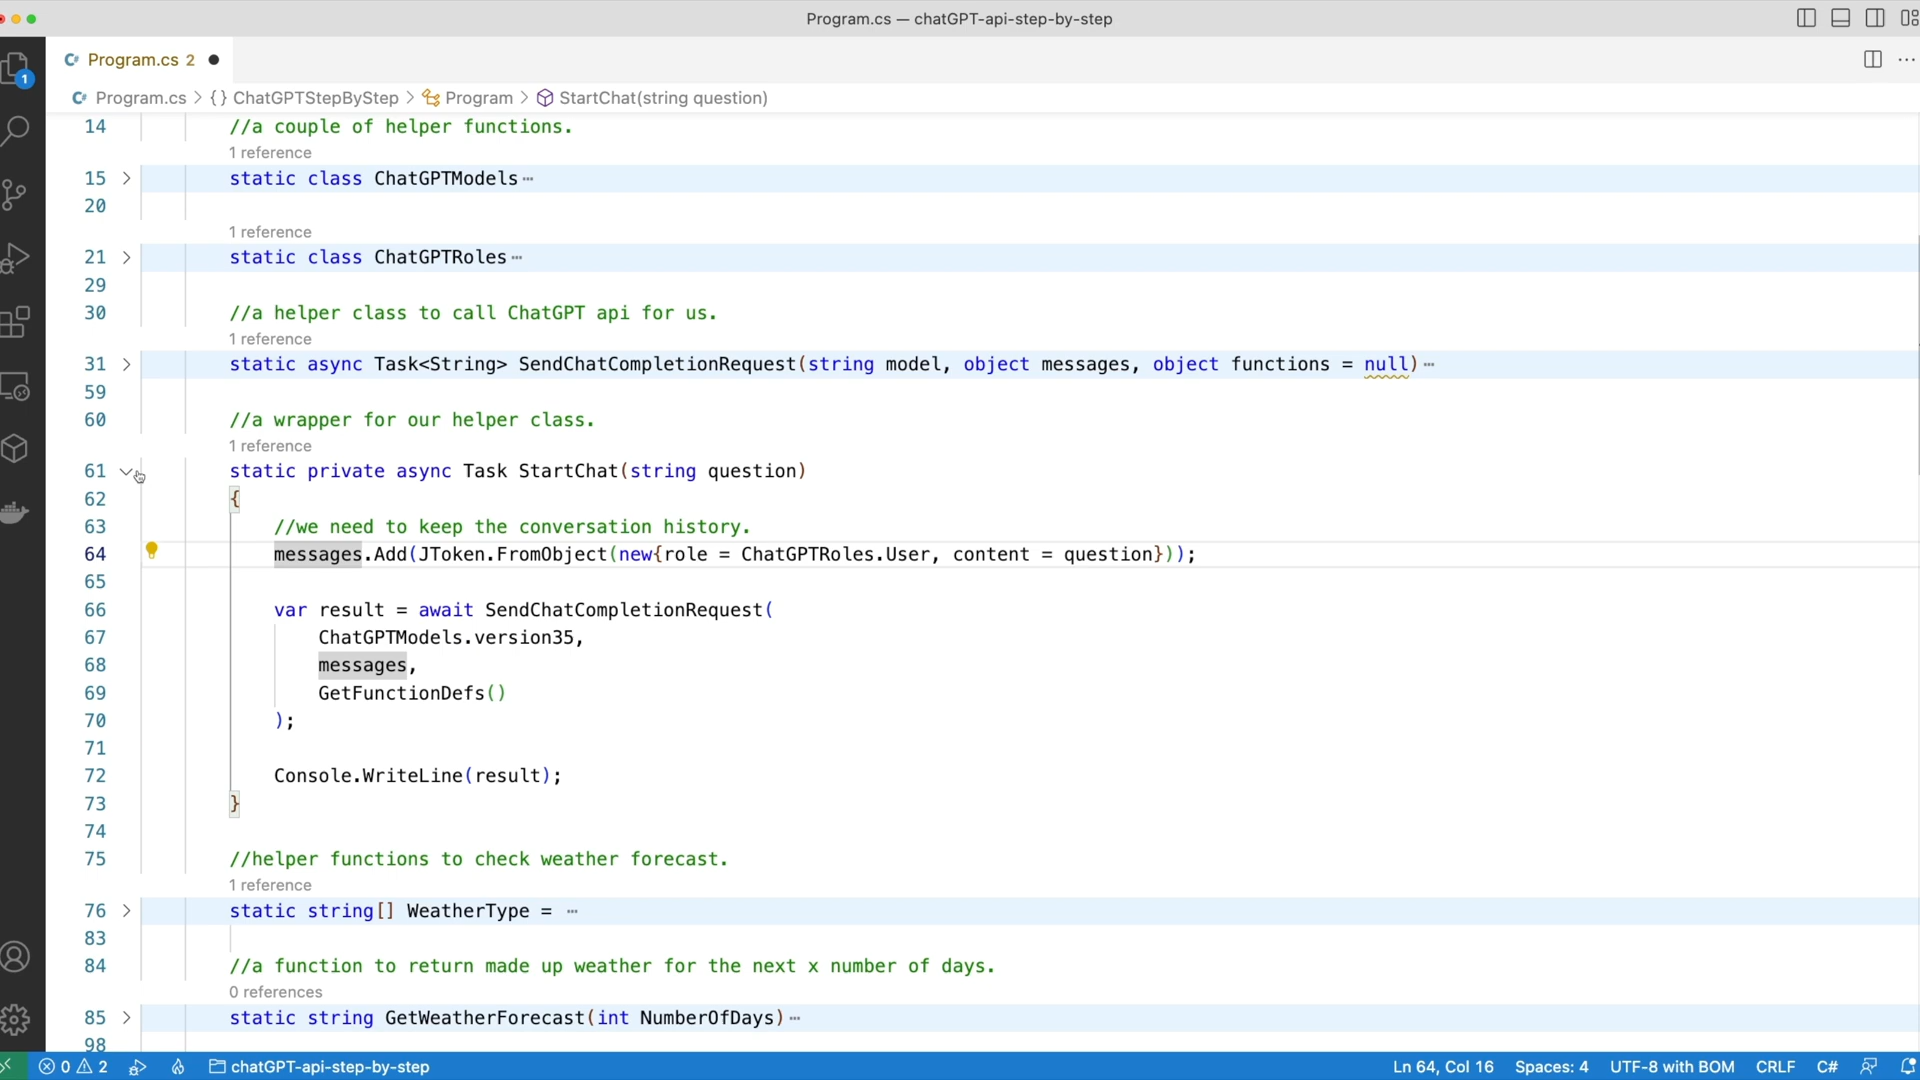 Program.cs — chatGPT-api-step-by-step
Program.cs 2
Program.cs > {} ChatGPTStepByStep > Program > StartChat(string question)
1
14 //a couple of helper functions.
1 reference
15 static class ChatGPTModels
20
1 reference
21 static class ChatGPTRoles
29
30 //a helper class to call ChatGPT api for us.
1 reference
31 static async Task<String> SendChatCompletionRequest(string model, object messages, object functions = null)
59
60 //a wrapper for our helper class.
1 reference
61 static private async Task StartChat(string question)
62 {
63 //we need to keep the conversation history.
64 messages.Add(JToken.FromObject(new{role = ChatGPTRoles.User, content = question}));
65
66 var result = await SendChatCompletionRequest(
67 ChatGPTModels.version35,
68 messages,
69 GetFunctionDefs()
70 );
71
72 Console.WriteLine(result);
73 }
74
75 //helper functions to check weather forecast.
1 reference
76 static string[] WeatherType =
83
84 //a function to return made up weather for the next x number of days.
0 references
85 static string GetWeatherForecast(int NumberOfDays)
98
0 2 chatGPT-api-step-by-step Ln 64, Col 16 Spaces: 4 UTF-8 with BOM CRLF C#